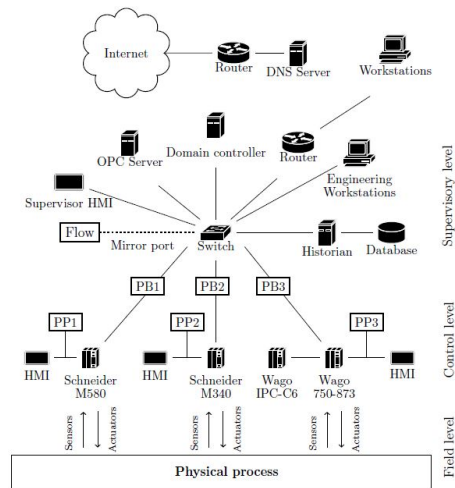 Internet
Router
DNS Server
Workstations
OPC Server
Domain controller
Router
Engineering
Workstations
Supervisor HMI
Flow
Mirror port
Switch
Historian
Database
Supervisory level
PB1
PB2
PB3
PP1
PP2
PP3
HMI
Schneider
M580
HMI
Schneider
M340
Wago
IPC-C6
Wago
750-873
HMI
Control level
Sensors
Actuators
Sensors
Actuators
Sensors
Actuators
Physical process
Field level